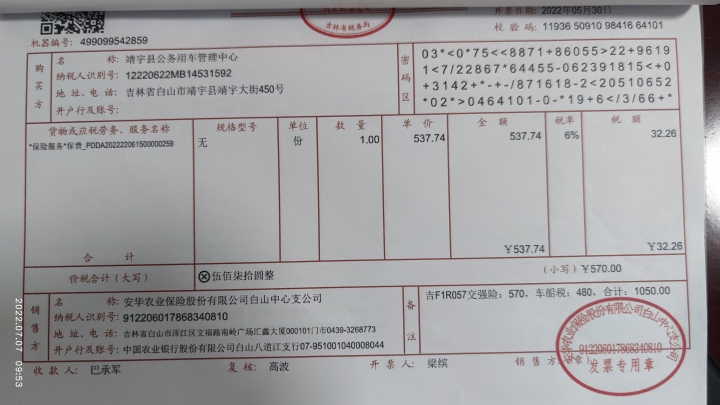 吉林省税务局
开票日期: 2022年05月30日
校 验 码: 11936 50910 98416 64101
机器编号: 499099542859
购买方
名 称: 靖宇县公务用车管理中心
纳税人识别号: 12220622MB14531592
地 址、电 话: 吉林省白山市靖宇县靖宇大街450号
开户行及账号:
密码区
03*<0*75<<8871+86055>22+9619
1<7/22867*64455-062391815<+0
+3142+*-+-/871618-2<20510652
*02*>0464101-0-*19+6</3/66+*
货物或应税劳务、服务名称 规格型号 单位 数 量 单 价 金 额 税率 税 额
*保险服务*保费_PDDA202222061500000259 无 份 1.00 537.74 537.74 6% 32.26
合 计 ￥537.74 ￥32.26
价税合计（大写） ⊗伍佰柒拾圆整 （小写）￥570.00
销售方
名 称: 安华农业保险股份有限公司白山中心支公司
纳税人识别号: 912206017868340810
地 址、电 话: 吉林省白山市浑江区文福路南岭广场汇鑫大厦000101门市0439-3268773
开户行及账号: 中国农业银行股份有限公司白山八道江支行07-951001040008044
备注
吉F1R057交强险: 570, 车船税: 480, 合计: 1050.00
收 款 人: 巴承军 复 核: 高波 开 票 人: 梁缤 销 售 方:（章）
安华农业保险股份有限公司白山中心支公司
912206017868340810
发票专用章
2022.07.07 09:53